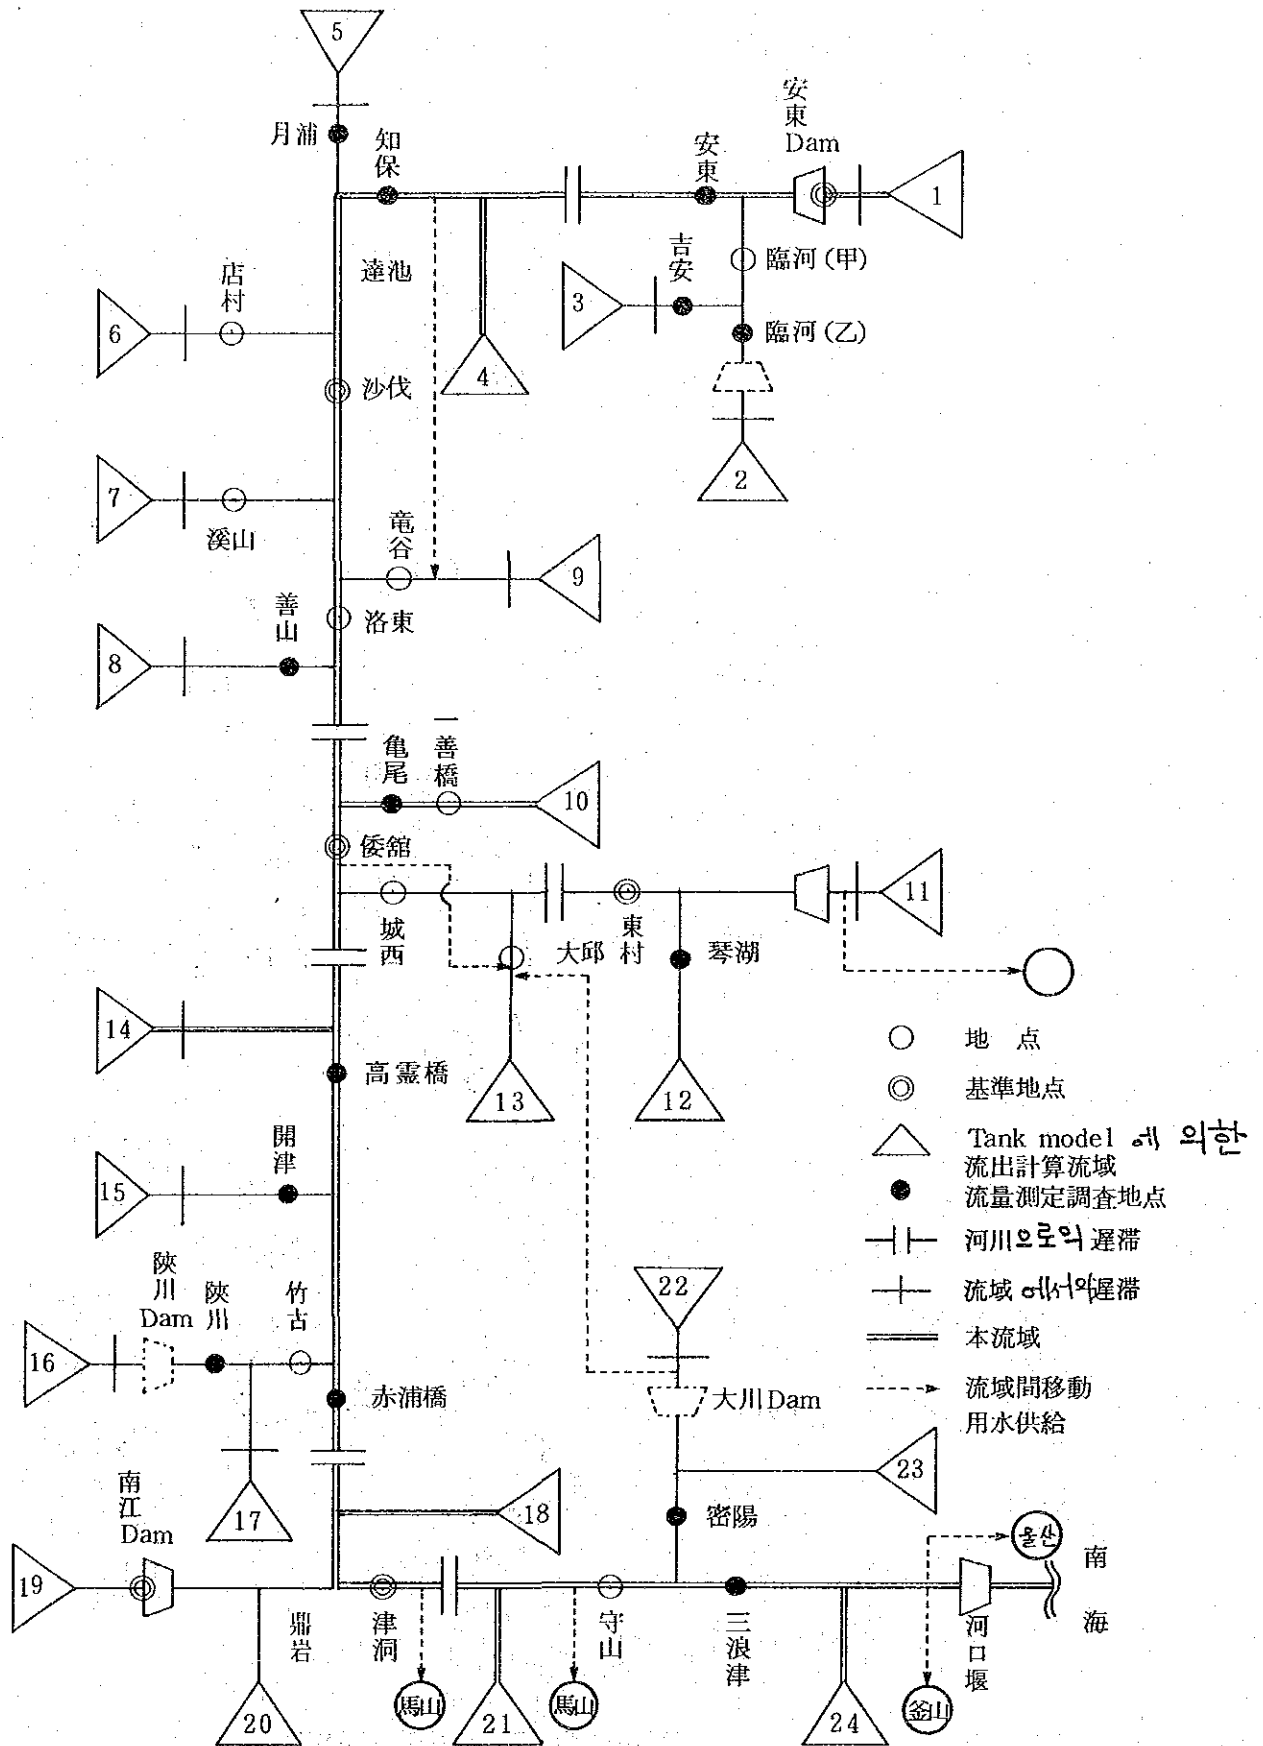 5
月浦
知保
安東
安東
Dam
1
吉安
臨河(甲)
3
臨河(乙)
達池
店村
6
4
沙伐
2
7
溪山
竜谷
9
善山
洛東
8
亀尾
一善橋
10
倭舘
11
城西
大邱
東村
琴湖
14
高霊橋
13
12
開津
15
陜川
Dam
陜川
竹古
16
赤浦橋
22
大川Dam
23
南江
Dam
17
18
密陽
19
鼎岩
津洞
守山
三浪津
河口堰
울산
南海
馬山
馬山
釜山
20
21
24
地点
基準地点
Tank model 에 의한
流出計算流域
流量測定調査地点
河川으로의 遅滞
流域에서의遅滞
本流域
流域間移動
用水供給